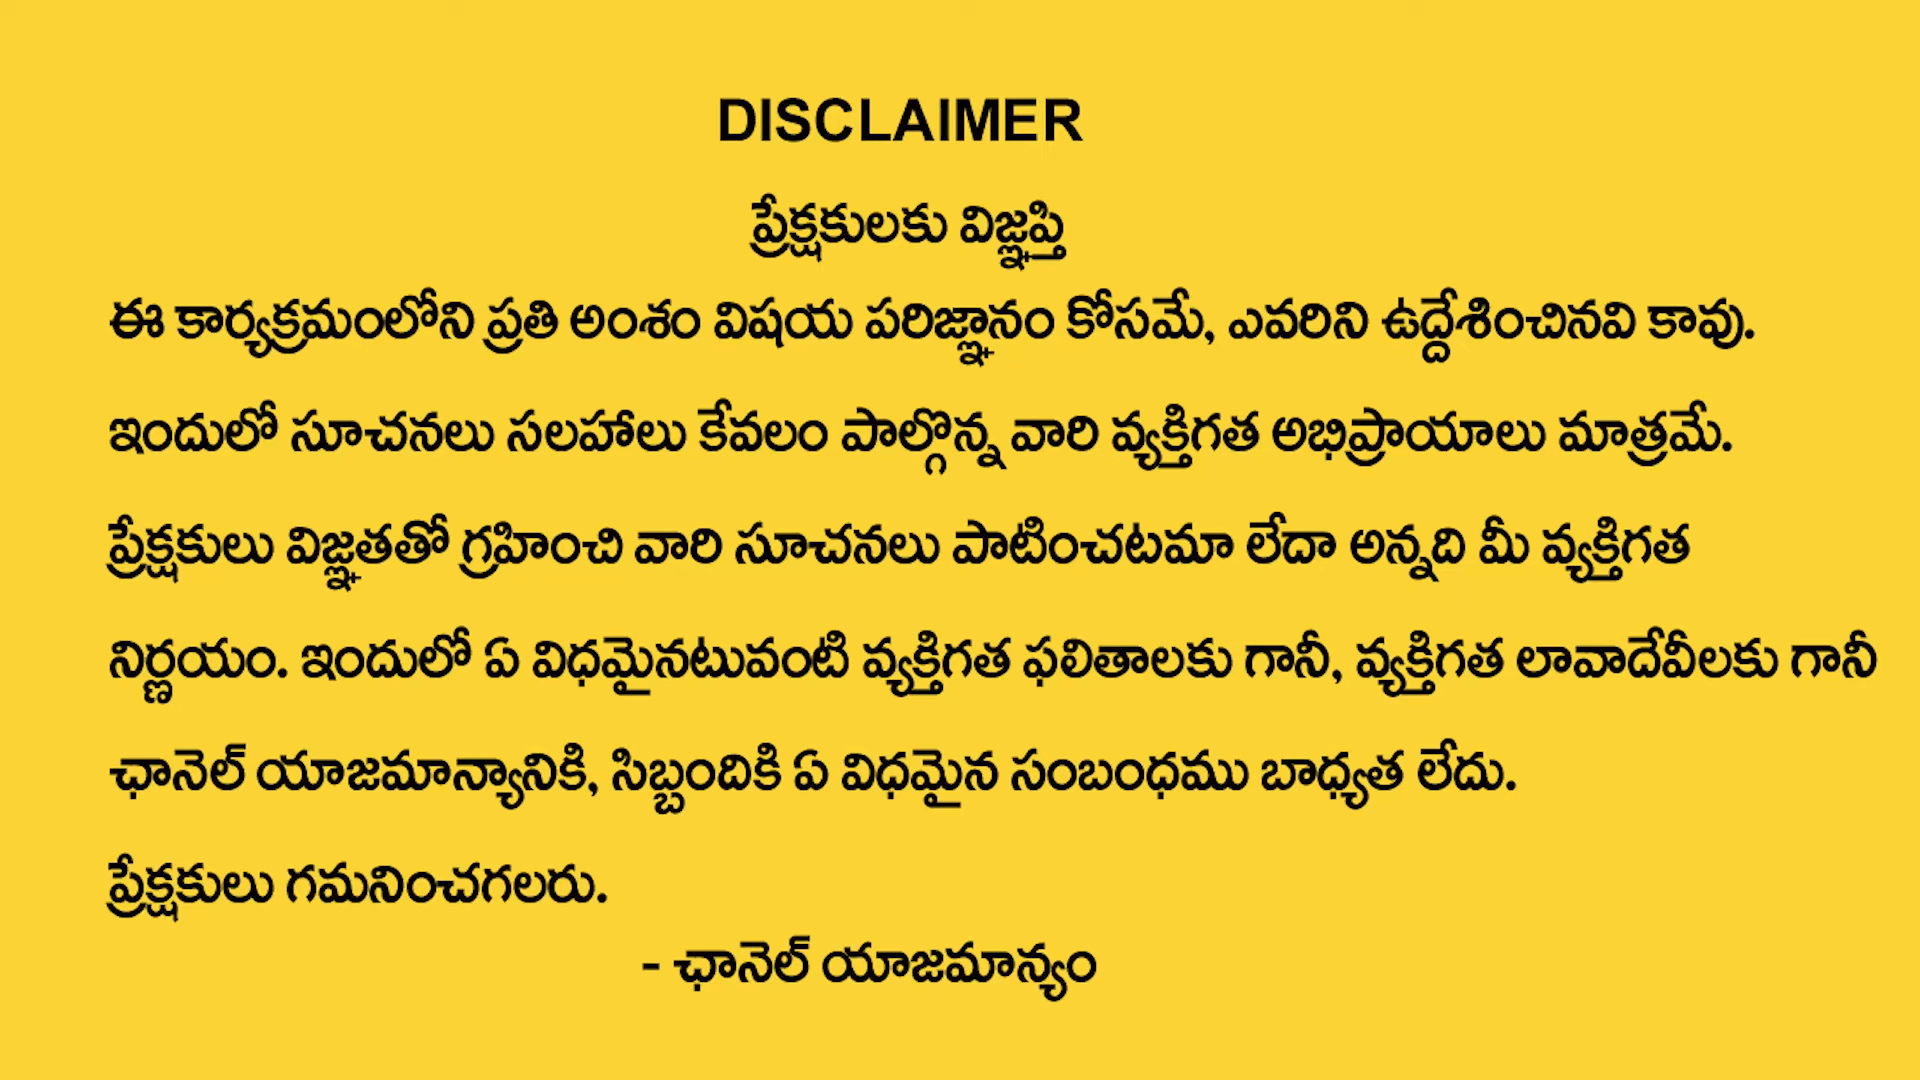 DISCLAIMER
ప్రేక్షకులకు విజ్ఞప్తి
ఈ కార్యక్రమంలోని ప్రతి అంశం విషయ పరిజ్ఞానం కోసమే, ఎవరిని ఉద్దేశించినవి కావు.
ఇందులో సూచనలు సలహాలు కేవలం పాల్గొన్న వారి వ్యక్తిగత అభిప్రాయాలు మాత్రమే.
ప్రేక్షకులు విజ్ఞతతో గ్రహించి వారి సూచనలు పాటించటమా లేదా అన్నది మీ వ్యక్తిగత
నిర్ణయం. ఇందులో ఏ విధమైనటువంటి వ్యక్తిగత ఫలితాలకు గానీ, వ్యక్తిగత లావాదేవీలకు గానీ
ఛానెల్ యాజమాన్యానికి, సిబ్బందికి ఏ విధమైన సంబంధము బాధ్యత లేదు.
ప్రేక్షకులు గమనించగలరు.
- ఛానెల్ యాజమాన్యం